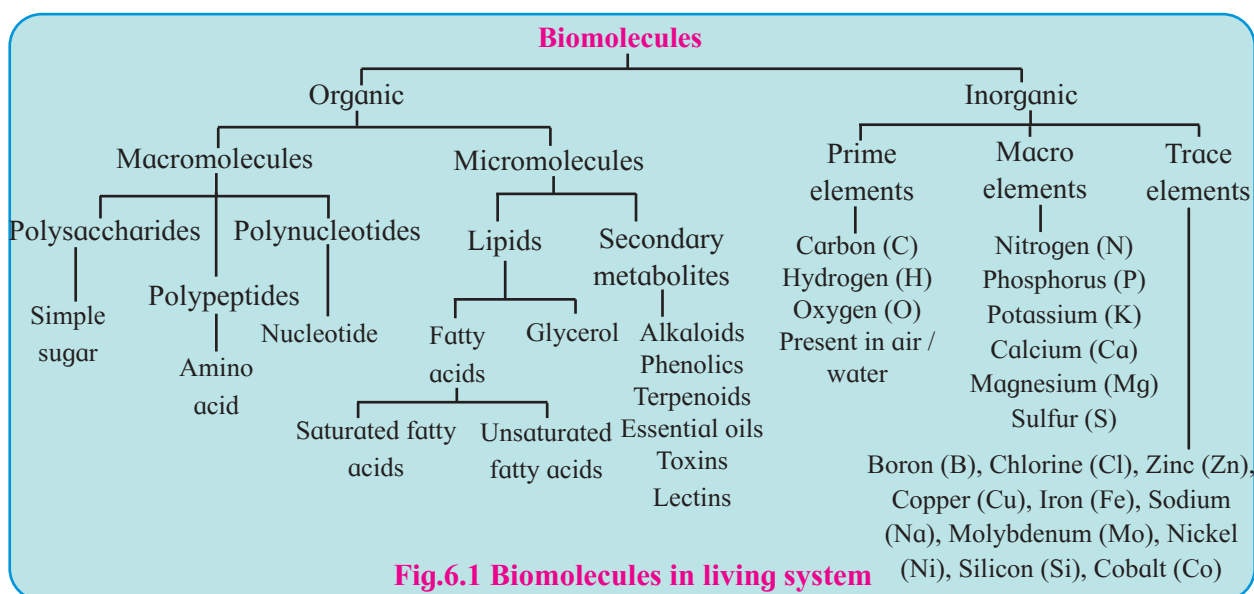 Biomolecules
Organic
Inorganic
Macromolecules
Micromolecules
Prime
elements
Macro
elements
Trace
elements
Polysaccharides
Polynucleotides
Lipids
Secondary
metabolites
Carbon (C)
Hydrogen (H)
Oxygen (O)
Present in air /
water
Nitrogen (N)
Phosphorus (P)
Potassium (K)
Calcium (Ca)
Magnesium (Mg)
Sulfur (S)
Polypeptides
Simple
sugar
Nucleotide
Amino
acid
Fatty
acids
Glycerol
Alkaloids
Phenolics
Terpenoids
Essential oils
Toxins
Lectins
Saturated fatty
acids
Unsaturated
fatty acids
Boron (B), Chlorine (Cl), Zinc (Zn),
Copper (Cu), Iron (Fe), Sodium
(Na), Molybdenum (Mo), Nickel
(Ni), Silicon (Si), Cobalt (Co)
Fig.6.1 Biomolecules in living system